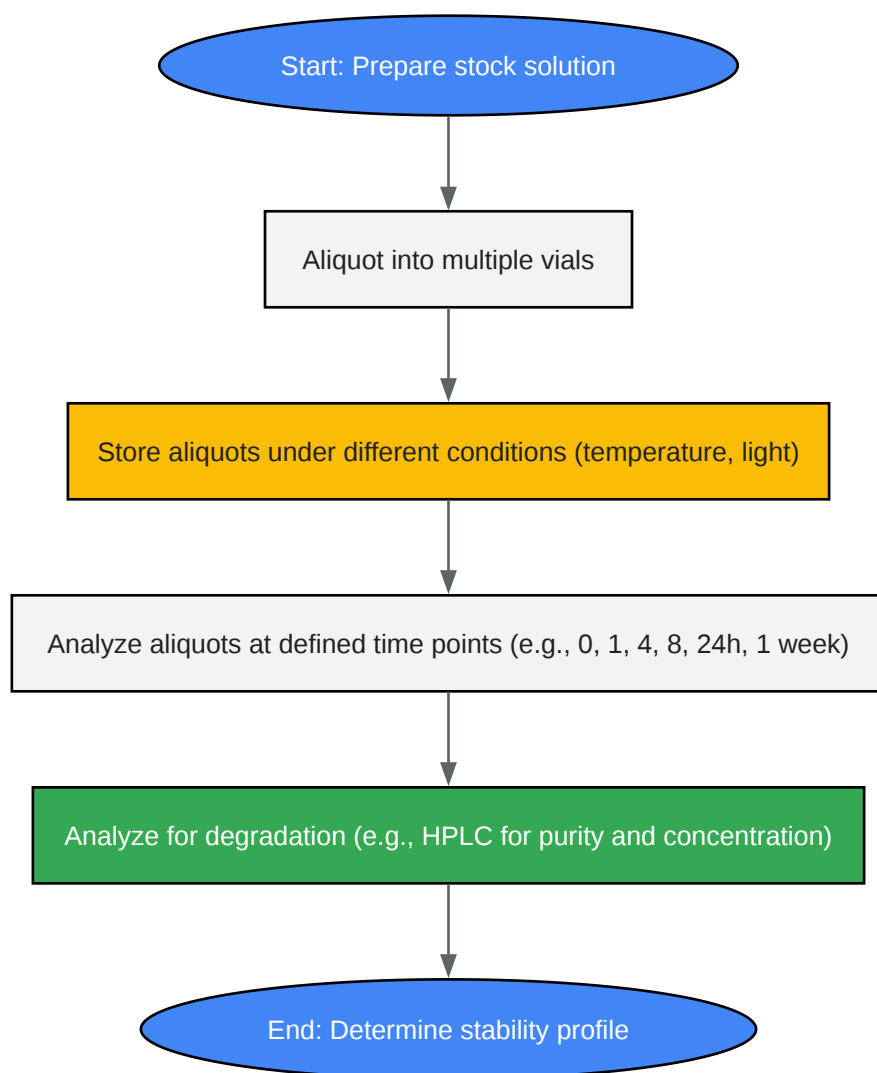 Start: Prepare stock solution
Aliquot into multiple vials
Store aliquots under different conditions (temperature, light)
Analyze aliquots at defined time points (e.g., 0, 1, 4, 8, 24h, 1 week)
Analyze for degradation (e.g., HPLC for purity and concentration)
End: Determine stability profile